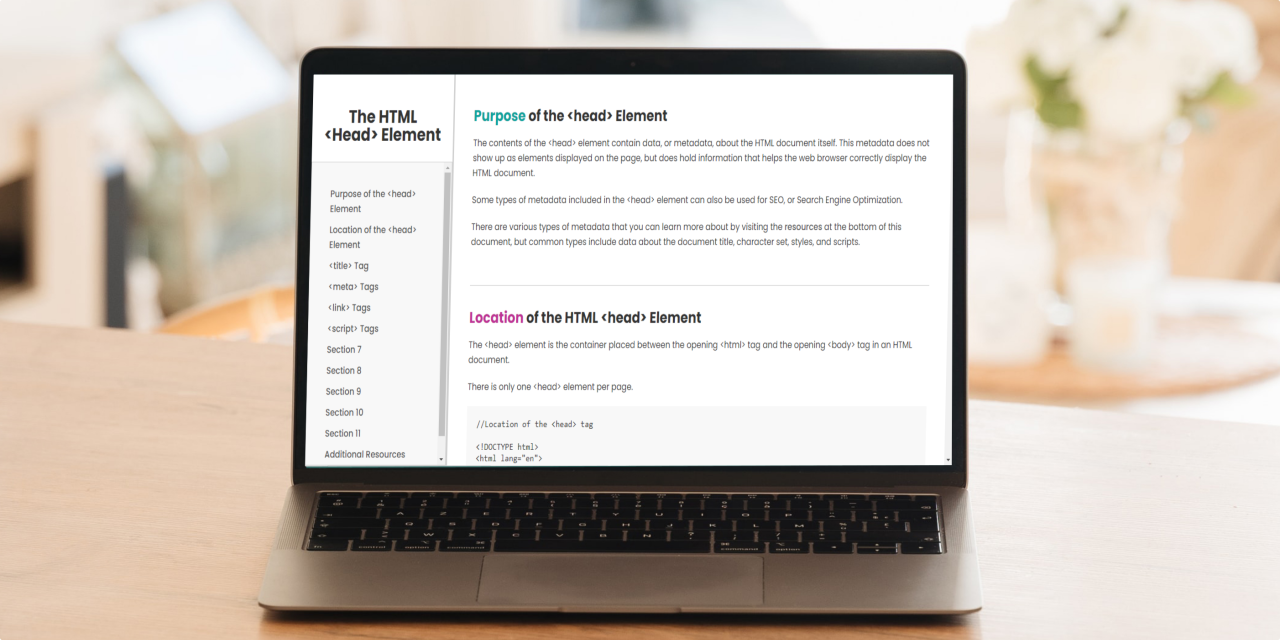 The HTML
<Head> Element
Purpose of the <head>
Element
Location of the <head>
Element
<title> Tag
<meta> Tags
<link> Tags
<script> Tags
Section 7
Section 8
Section 9
Section 10
Section 11
Additional Resources
Purpose of the <head> Element
The contents of the <head> element contain data, or metadata, about the HTML document itself. This metadata does not
show up as elements displayed on the page, but does hold information that helps the web browser correctly display the
HTML document.
Some types of metadata included in the <head> element can also be used for SEO, or Search Engine Optimization.
There are various types of metadata that you can learn more about by visiting the resources at the bottom of this
document, but common types include data about the document title, character set, styles, and scripts.
Location of the HTML <head> Element
The <head> element is the container placed between the opening <html> tag and the opening <body> tag in an HTML
document.
There is only one <head> element per page.
//Location of the <head> tag
<!DOCTYPE html>
<html lang="en">
A Z E R T Y U I O P
Q S D F G H J K L M
W X C V B N
control option command command option